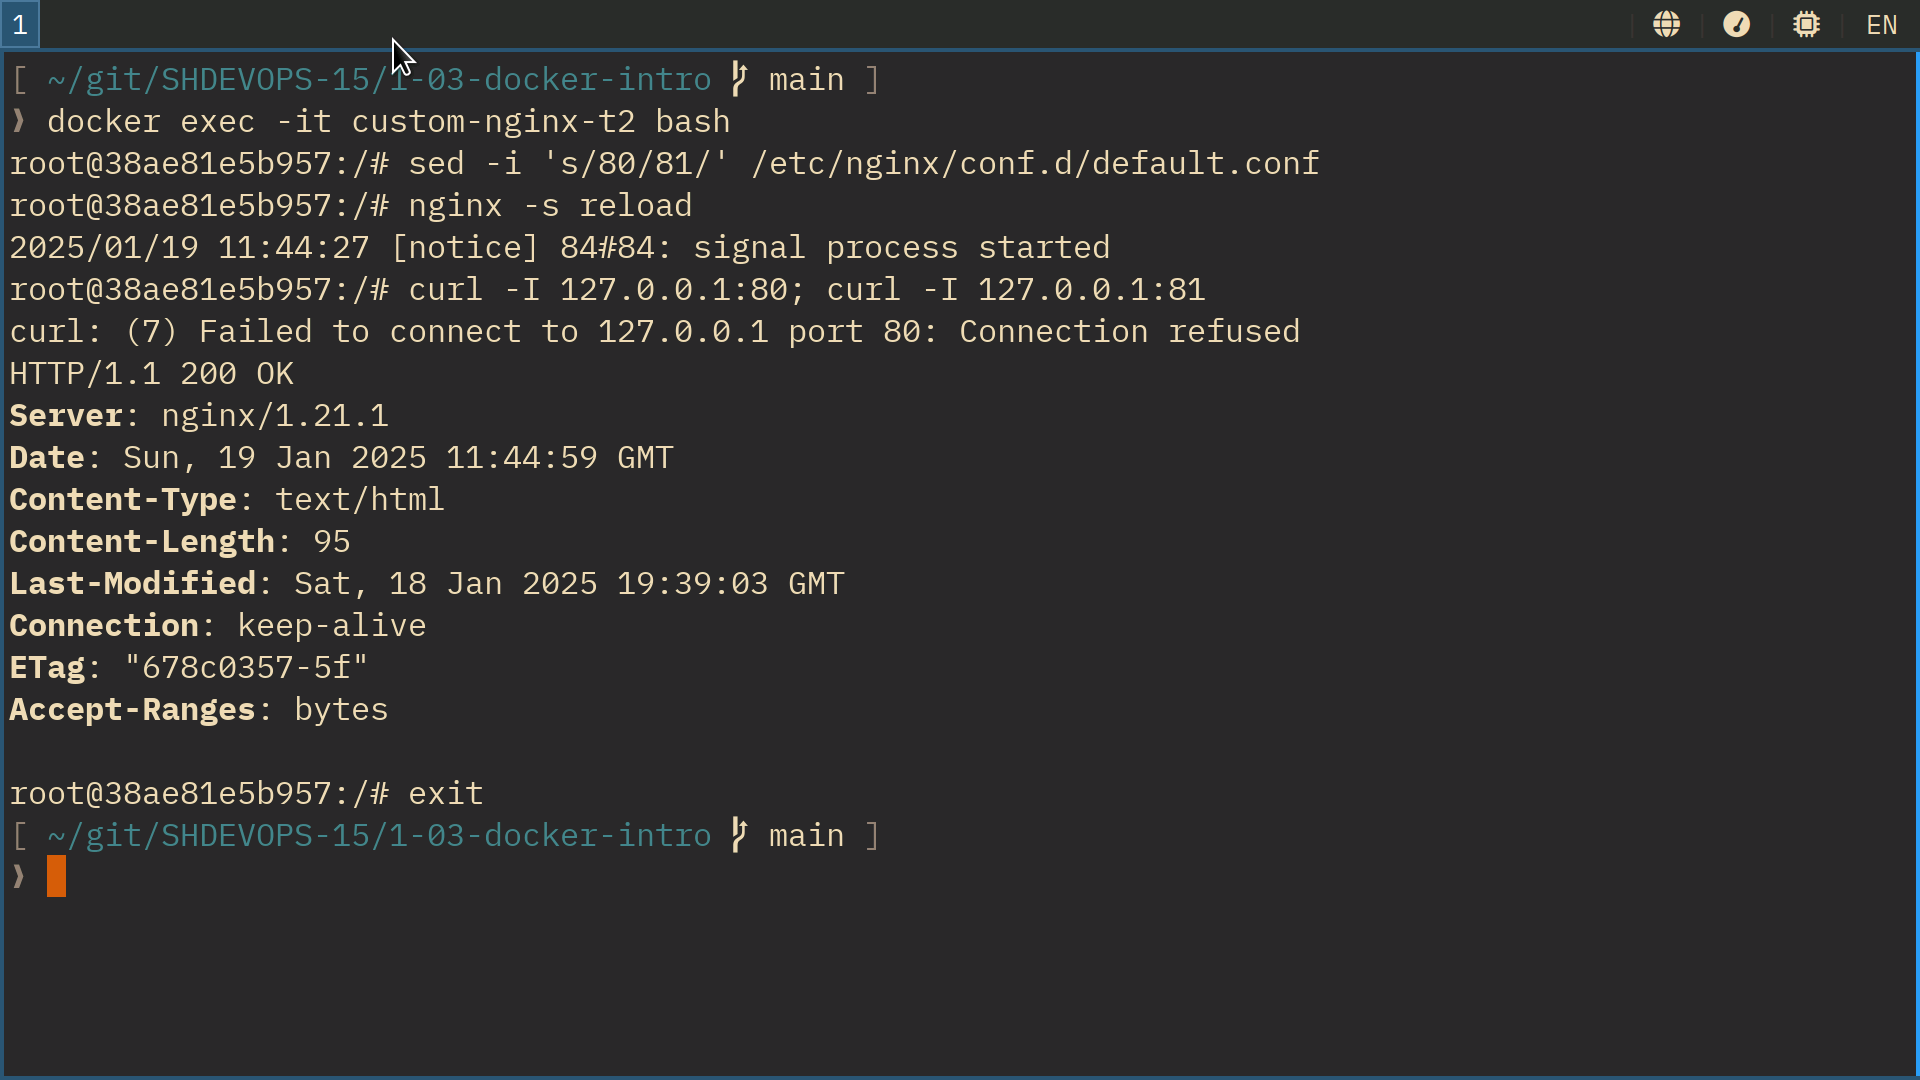 1
EN
[ ~/git/SHDEVOPS-15/1-03-docker-intro main ]
❯ docker exec -it custom-nginx-t2 bash
root@38ae81e5b957:/# sed -i 's/80/81/' /etc/nginx/conf.d/default.conf
root@38ae81e5b957:/# nginx -s reload
2025/01/19 11:44:27 [notice] 84#84: signal process started
root@38ae81e5b957:/# curl -I 127.0.0.1:80; curl -I 127.0.0.1:81
curl: (7) Failed to connect to 127.0.0.1 port 80: Connection refused
HTTP/1.1 200 OK
Server: nginx/1.21.1
Date: Sun, 19 Jan 2025 11:44:59 GMT
Content-Type: text/html
Content-Length: 95
Last-Modified: Sat, 18 Jan 2025 19:39:03 GMT
Connection: keep-alive
ETag: "678c0357-5f"
Accept-Ranges: bytes
root@38ae81e5b957:/# exit
[ ~/git/SHDEVOPS-15/1-03-docker-intro main ]
❯